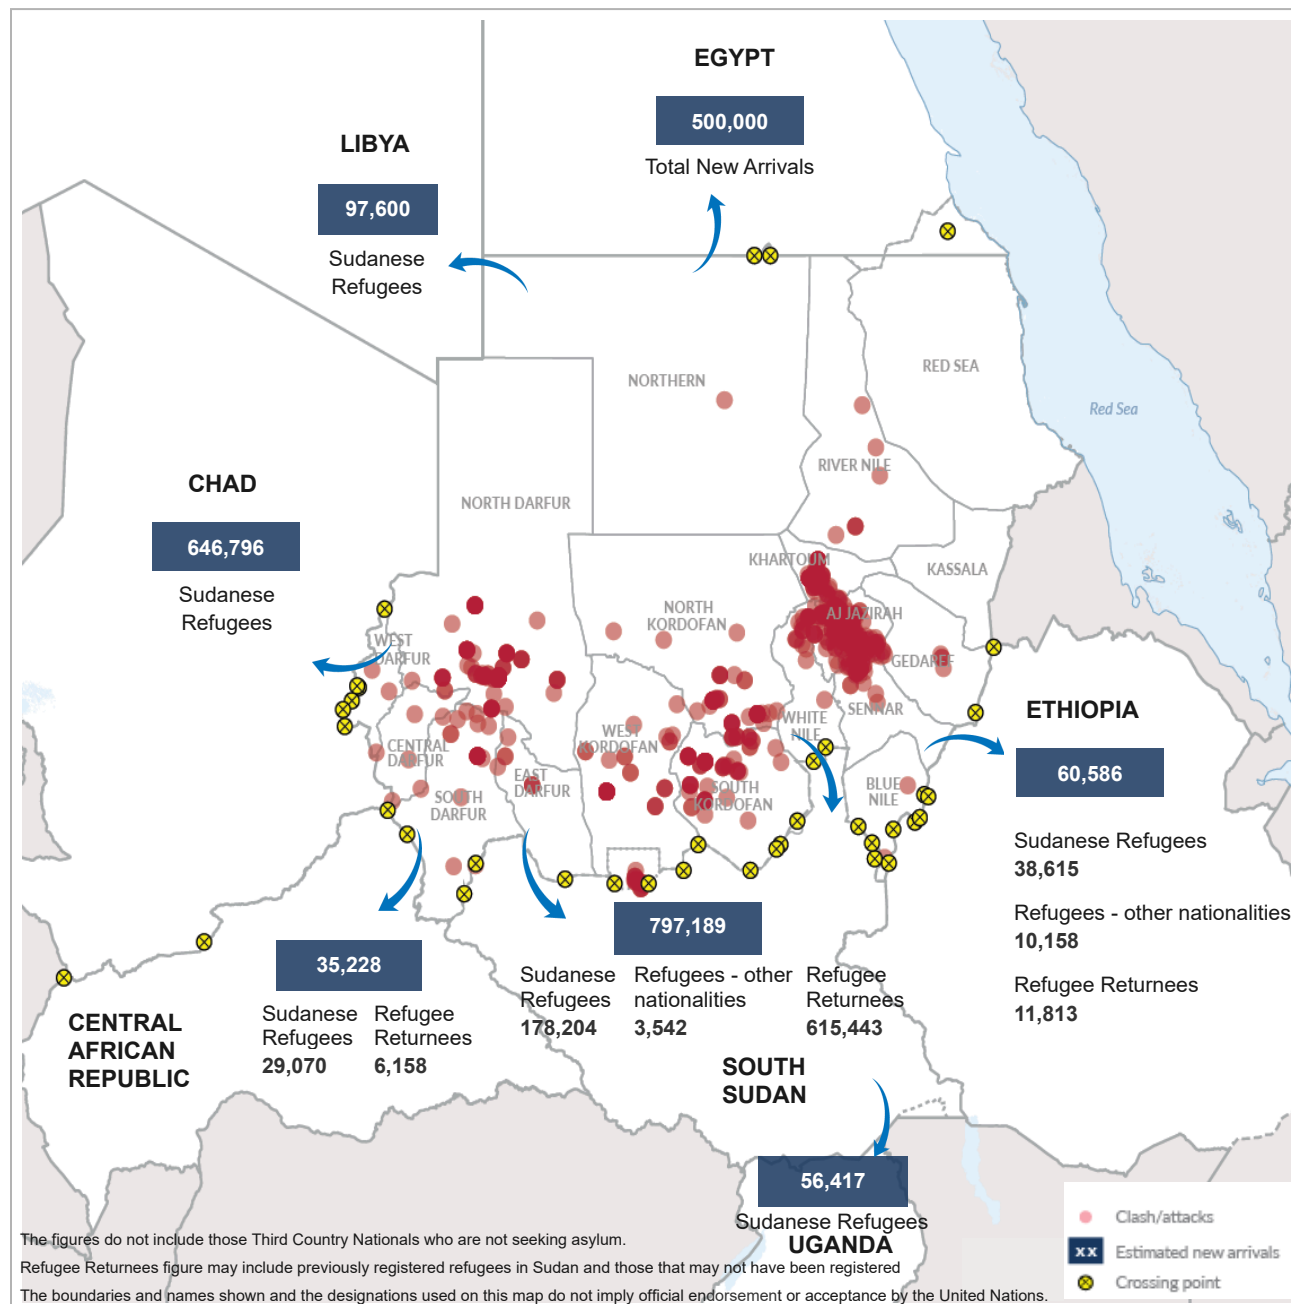 EGYPT
500,000
Total New Arrivals
LIBYA
97,600
Sudanese
Refugees
NORTHERN
RED SEA
Red Sea
RIVER NILE
CHAD
646,796
Sudanese
Refugees
NORTH DARFUR
KHARTOUM
KASSALA
NORTH
KORDOFAN
AJ JAZIRAH
WEST
DARFUR
GEDAREF
SENNAR
WHITE
NILE
WEST
KORDOFAN
CENTRAL
DARFUR
EAST
DARFUR
SOUTH
DARFUR
SOUTH
KORDOFAN
BLUE
NILE
ETHIOPIA
60,586
Sudanese Refugees
38,615
Refugees - other nationalities
10,158
Refugee Returnees
11,813
797,189
Sudanese
Refugees
178,204
Refugees - other
nationalities
3,542
Refugee
Returnees
615,443
SOUTH
SUDAN
35,228
Sudanese
Refugees
29,070
Refugee
Returnees
6,158
CENTRAL
AFRICAN
REPUBLIC
56,417
Sudanese Refugees
UGANDA
Clash/attacks
xx Estimated new arrivals
Crossing point
The figures do not include those Third Country Nationals who are not seeking asylum.
Refugee Returnees figure may include previously registered refugees in Sudan and those that may not have been registered
The boundaries and names shown and the designations used on this map do not imply official endorsement or acceptance by the United Nations.